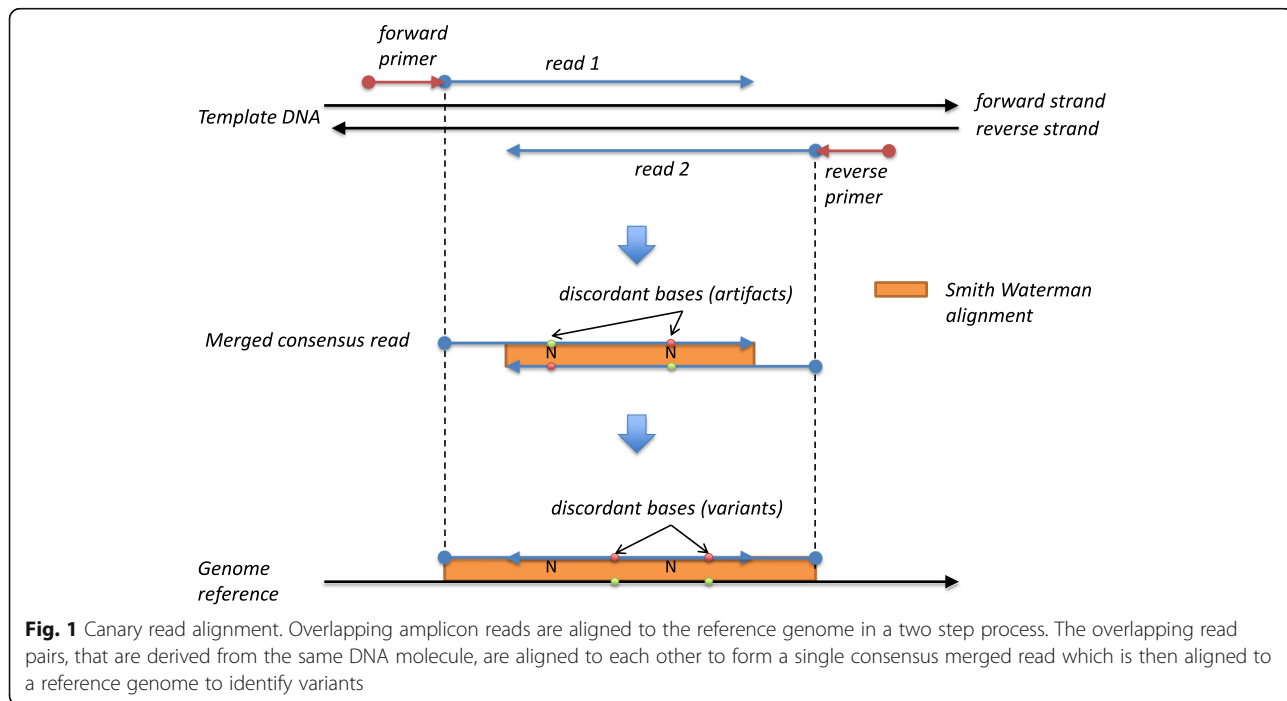 forward
primer
read 1
Template DNA
forward strand
reverse strand
read 2
reverse
primer
discordant bases (artifacts)
Smith Waterman
alignment
Merged consensus read
N N
discordant bases (variants)
N N
Genome
reference
Fig. 1 Canary read alignment. Overlapping amplicon reads are aligned to the reference genome in a two step process. The overlapping read
pairs, that are derived from the same DNA molecule, are aligned to each other to form a single consensus merged read which is then aligned to
a reference genome to identify variants